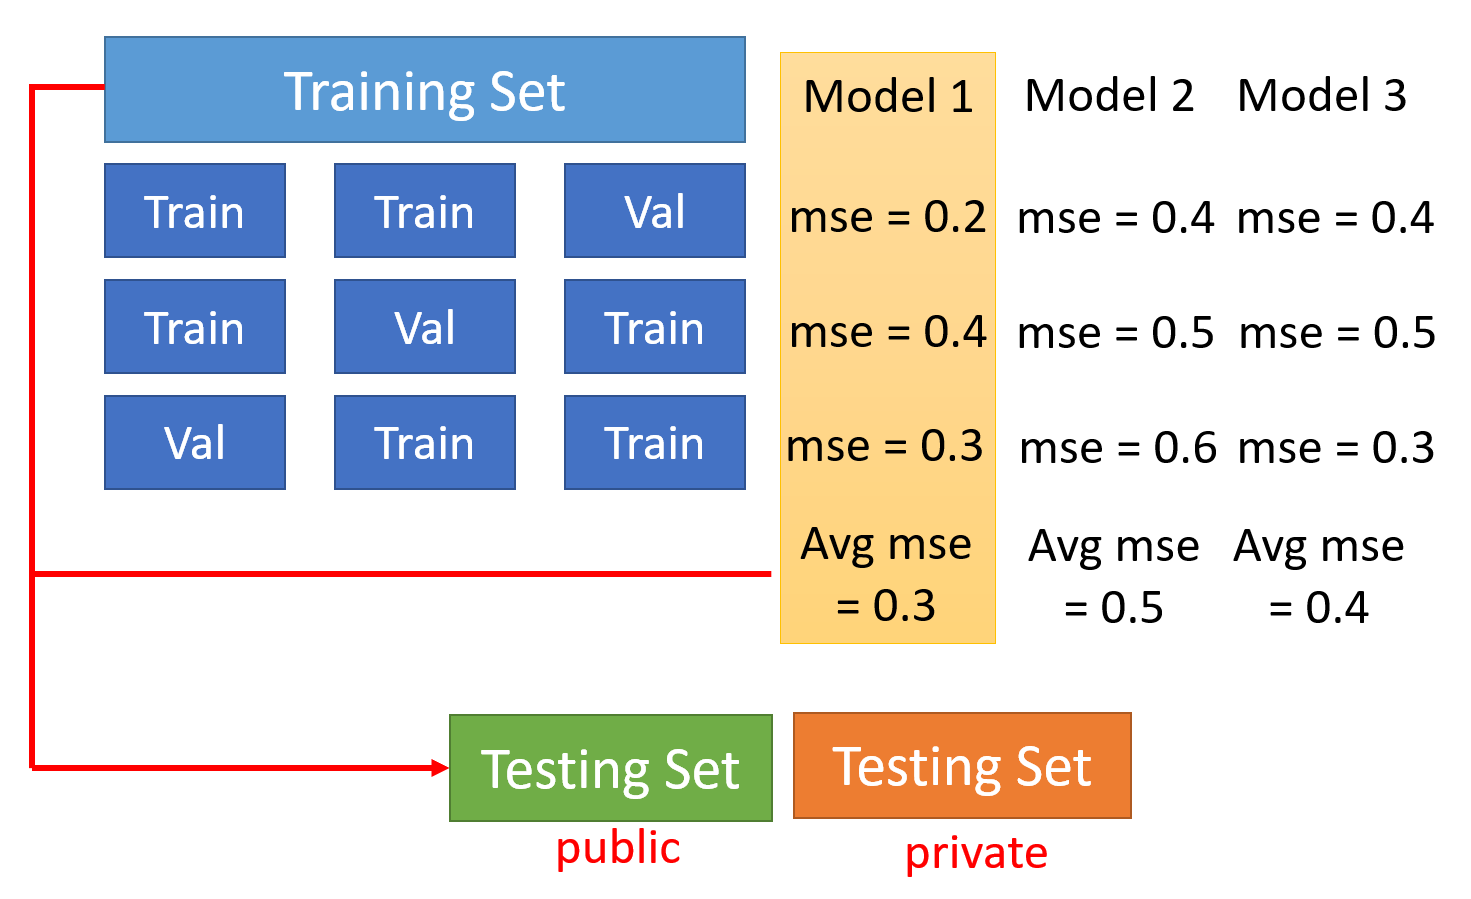 Training Set
Model 1 Model 2 Model 3
Train Train Val
mse = 0.2 mse = 0.4 mse = 0.4
Train Val Train
mse = 0.4 mse = 0.5 mse = 0.5
Val Train Train
mse = 0.3 mse = 0.6 mse = 0.3
Avg mse Avg mse Avg mse
= 0.3 = 0.5 = 0.4
Testing Set Testing Set
public private